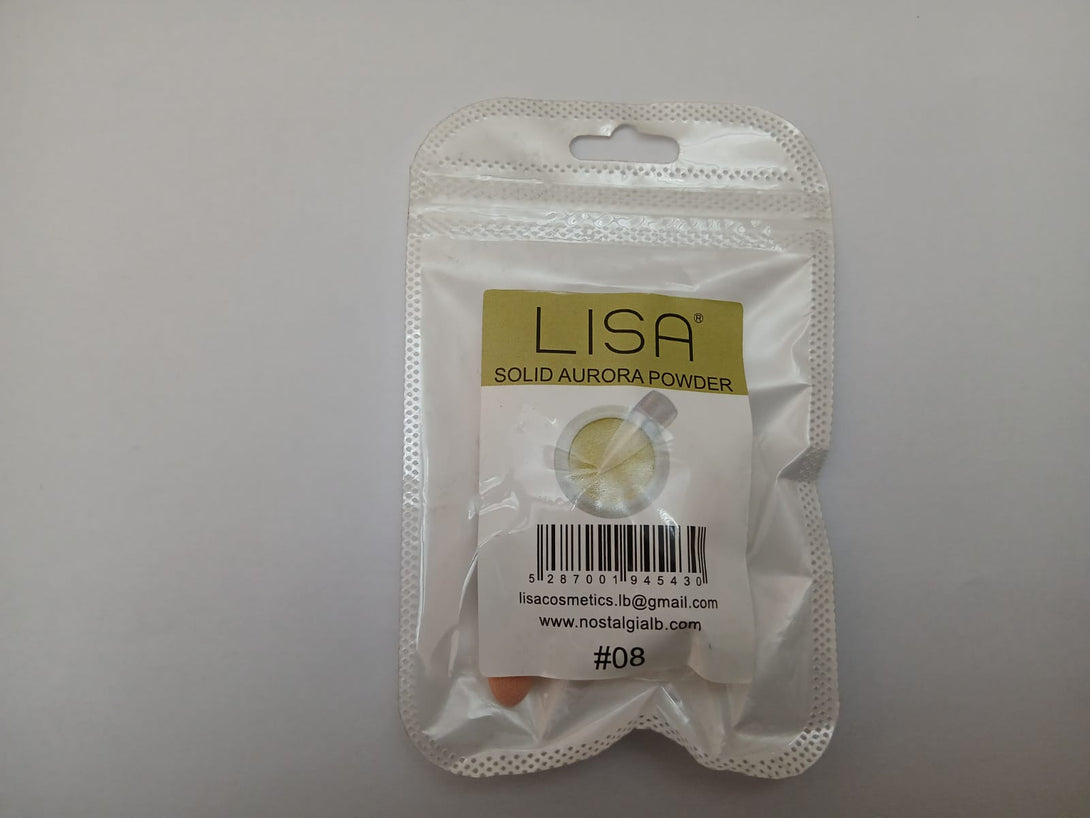 LISA®
SOLID AURORA POWDER
5 287001 945430
lisacosmetics.lb@gmail.com
www.nostalgialb.com
#08